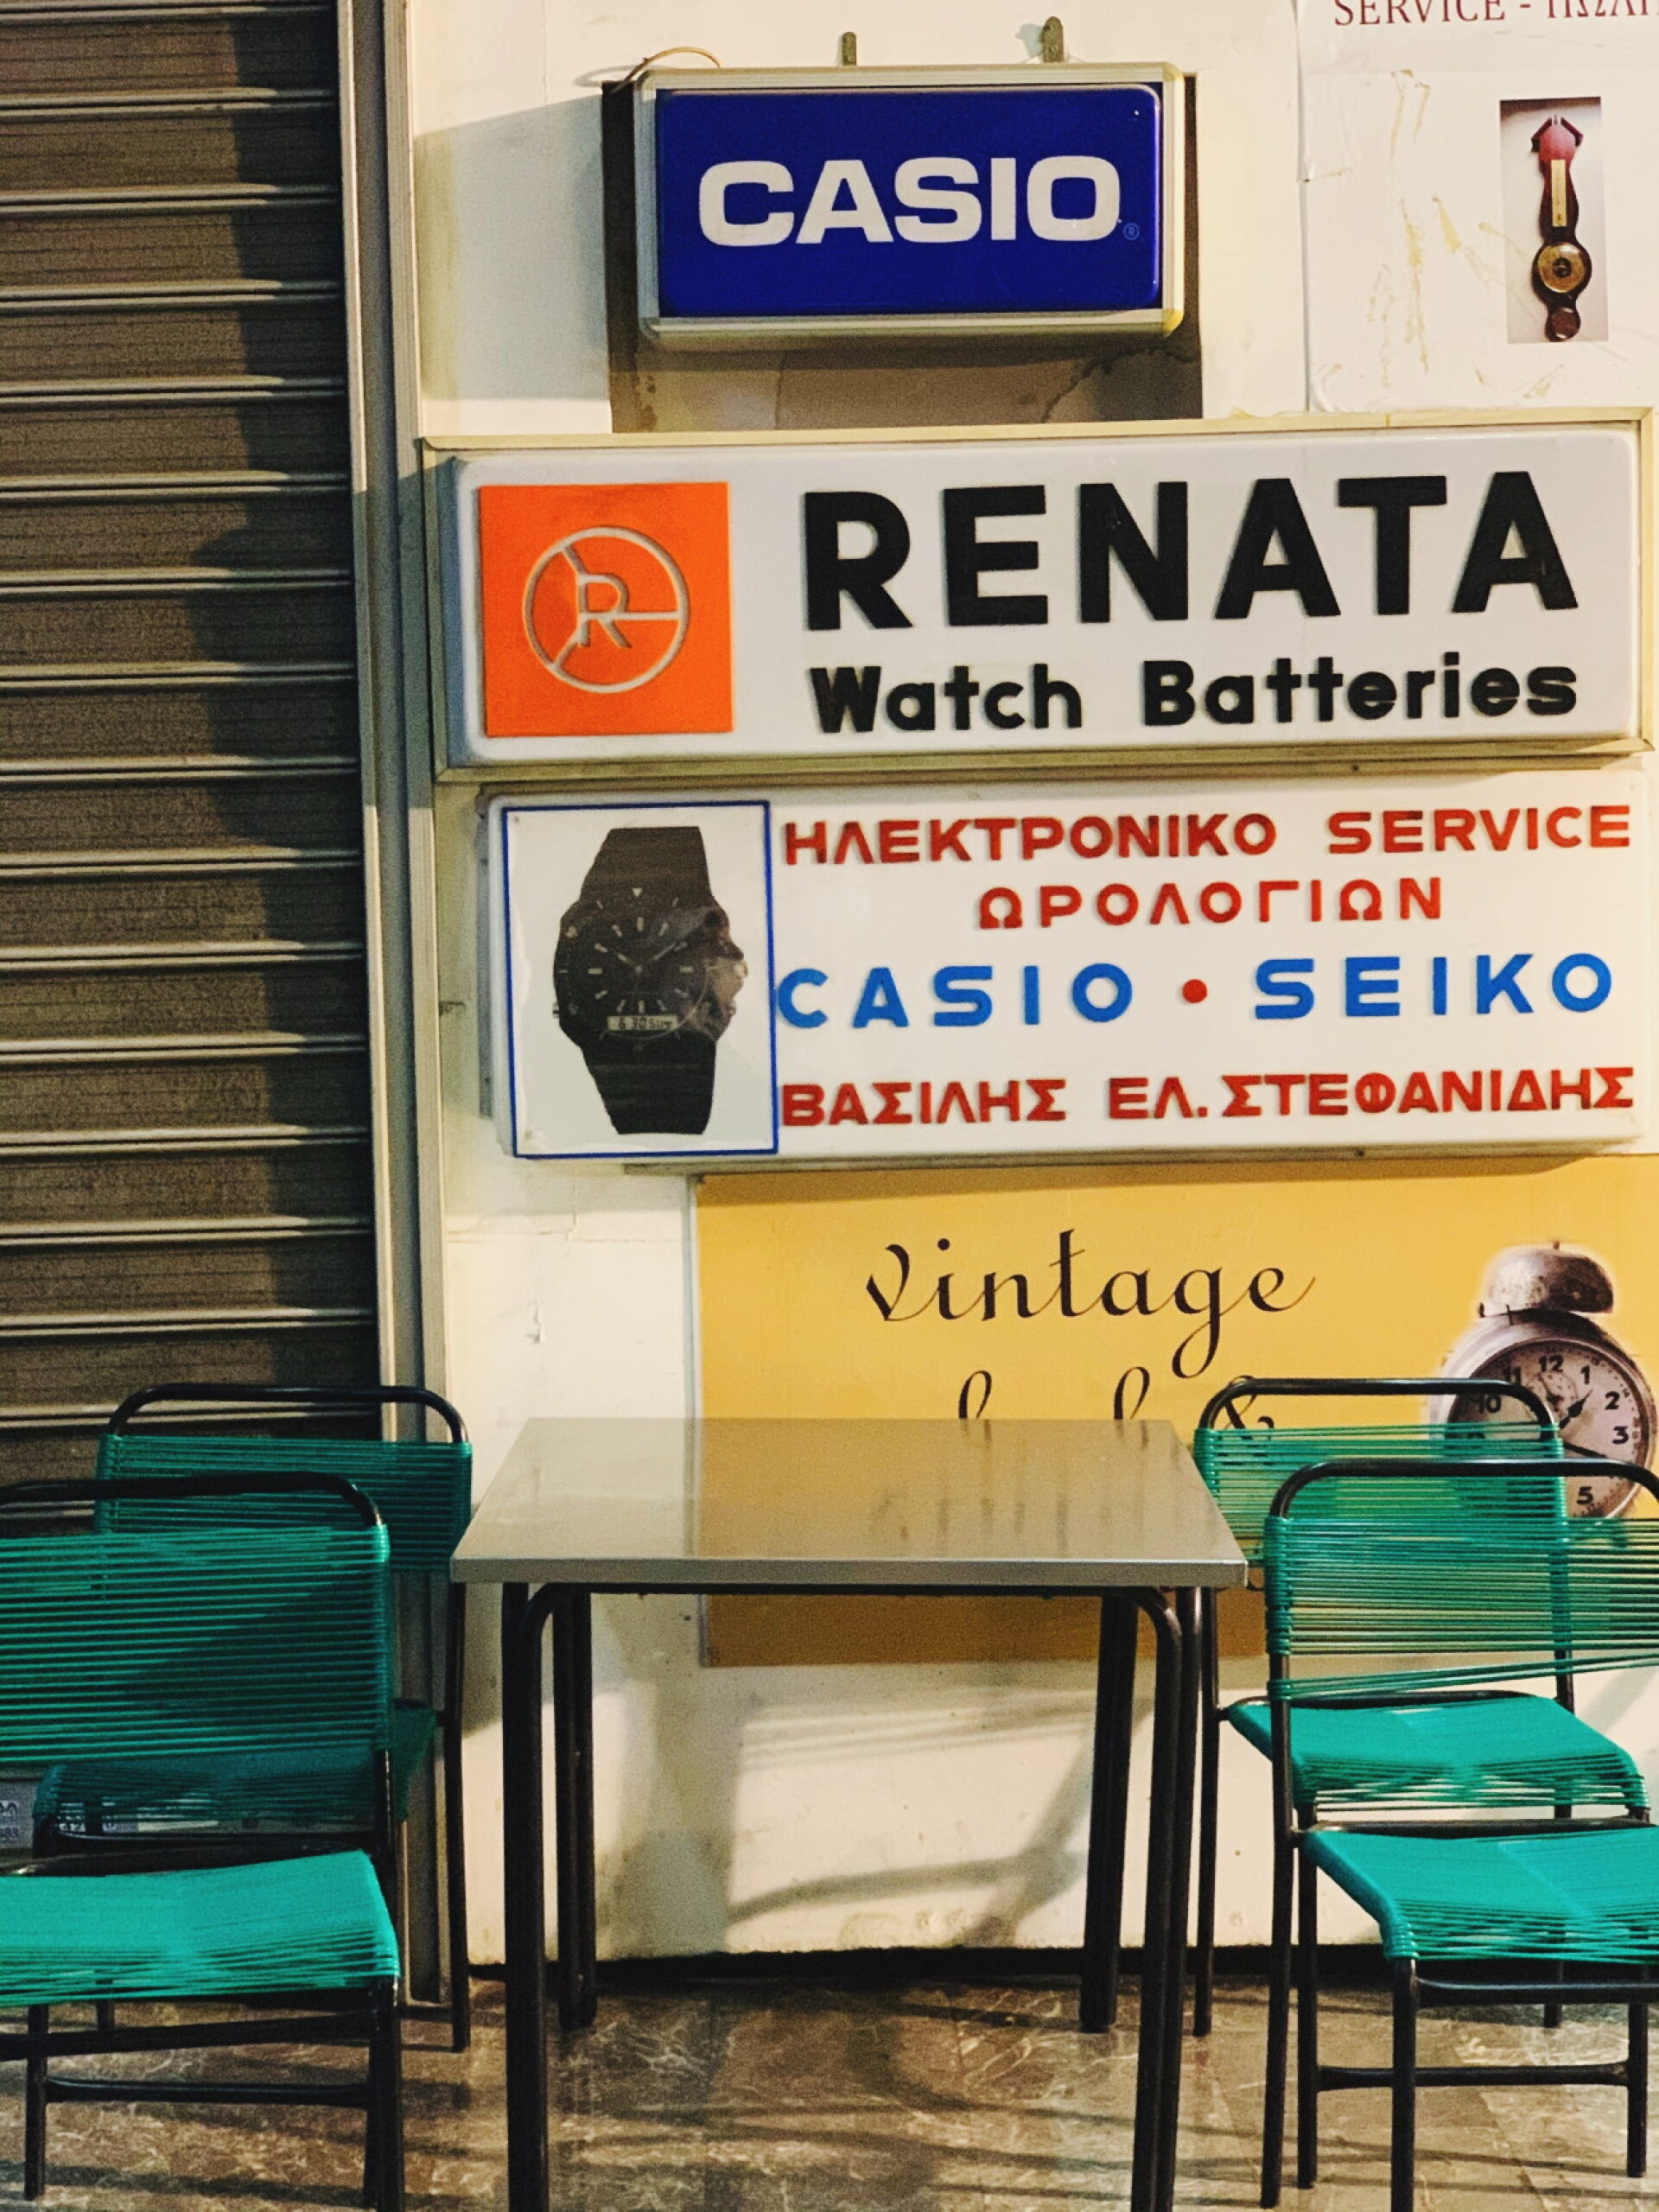 SERVICE -
CASIO
RENATA
Watch Batteries
ΗΛΕΚΤΡΟΝΙΚΟ SERVICE
ΩΡΟΛΟΓΙΩΝ
CASIO • SEIKO
ΒΑΣΙΛΗΣ ΕΛ. ΣΤΕΦΑΝΙΔΗΣ
vintage
&